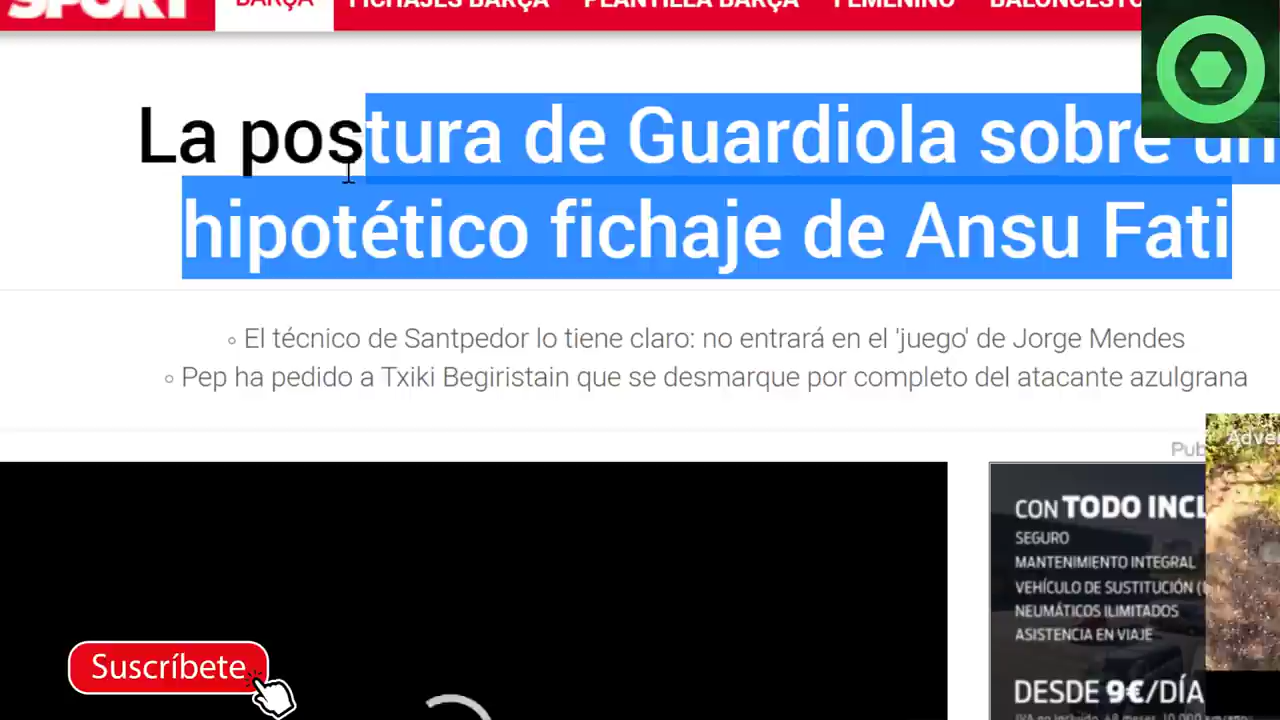 SPORT
BARÇA FICHAJES BARÇA PLANTILLA BARÇA FEMENINO BALONCESTO
La postura de Guardiola sobre un
hipotético fichaje de Ansu Fati
El técnico de Santpedor lo tiene claro: no entrará en el 'juego' de Jorge Mendes
Pep ha pedido a Txiki Begiristain que se desmarque por completo del atacante azulgrana
Pub
Adve
CON TODO INCL
SEGURO
MANTENIMIENTO INTEGRAL
VEHÍCULO DE SUSTITUCIÓN (
NEUMÁTICOS ILIMITADOS
ASISTENCIA EN VIAJE
DESDE 9€/DÍA
Suscríbete